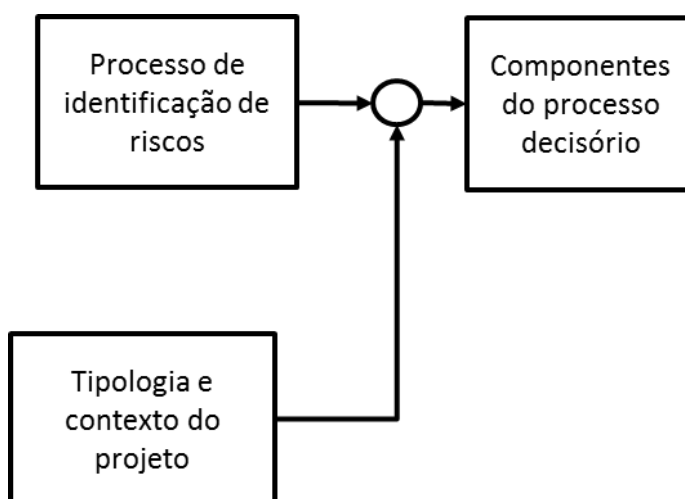 Processo de
identificação de
riscos
Componentes
do processo
decisório
Tipologia e
contexto do
projeto